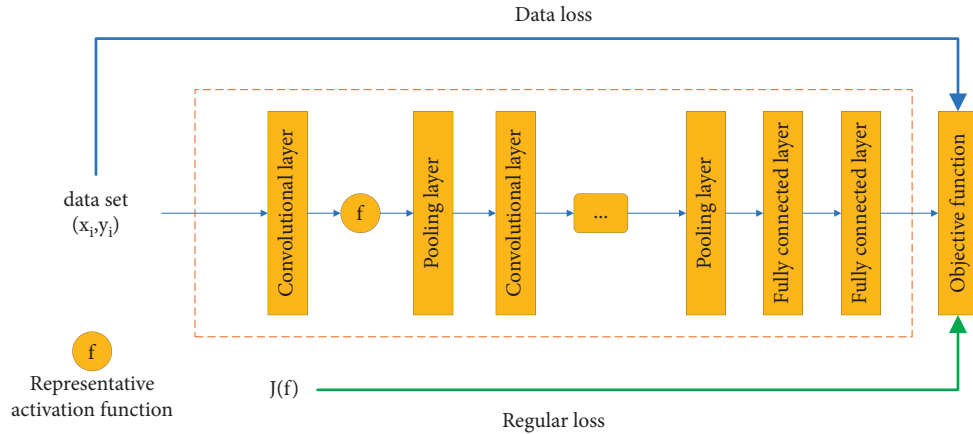 Data loss
data set
(xi,yi)
Convolutional layer
f
Pooling layer
Convolutional layer
...
Pooling layer
Fully connected layer
Fully connected layer
Objective function
f
Representative
activation function
J(f)
Regular loss